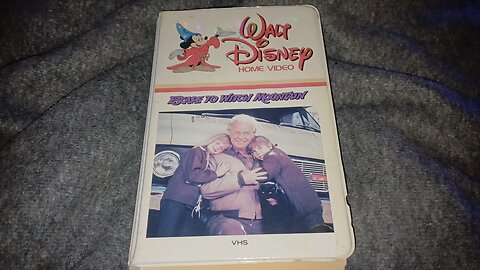 WALT
DISNEY
HOME VIDEO
ESCAPE TO WITCH MOUNTAIN
VHS